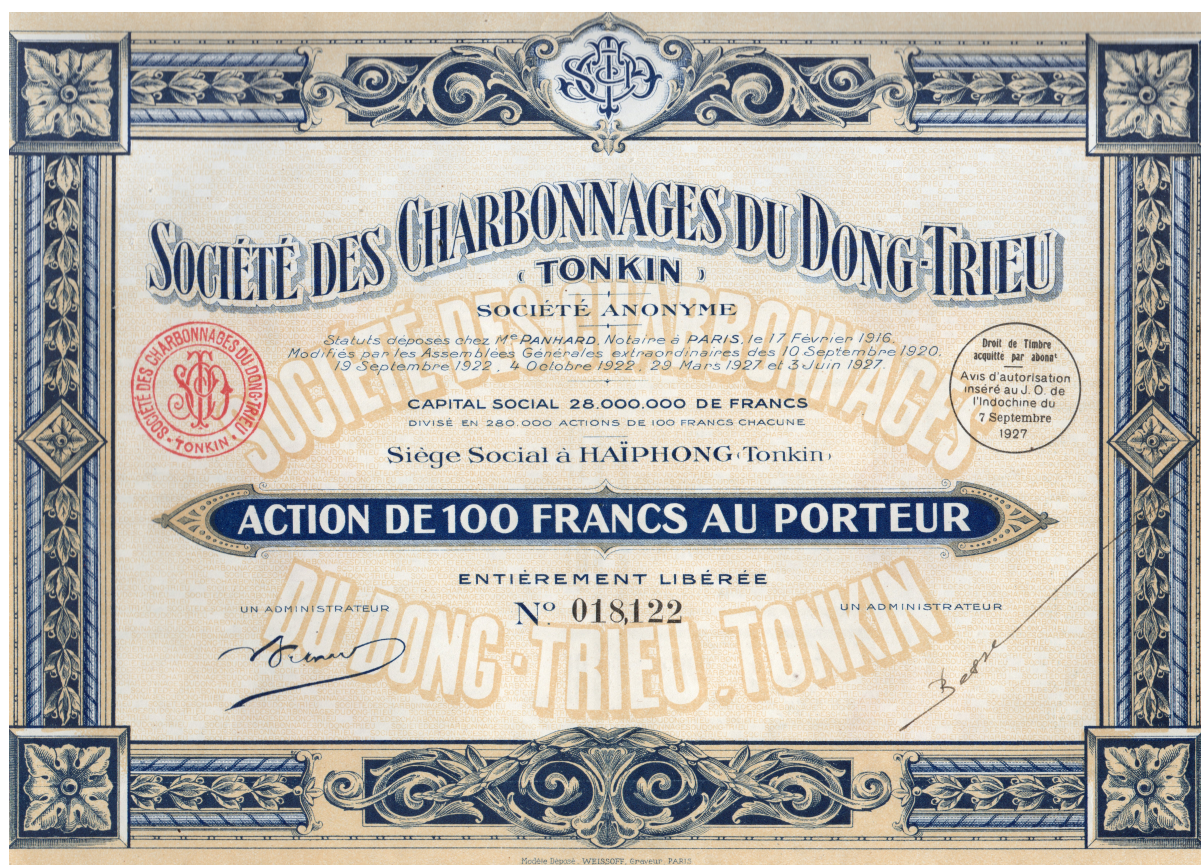 SOCIÉTÉ DES CHARBONNAGES DU DONG-TRIEU
(TONKIN)
SOCIÉTÉ ANONYME
Statuts déposés chez Me PANHARD, Notaire à PARIS, le 17 Février 1916,
Modifiés par les Assemblées Générales extraordinaires des 10 Septembre 1920,
19 Septembre 1922, 4 Octobre 1922, 29 Mars 1927 et 3 Juin 1927.
SOCIÉTÉ DES CHARBONNAGES DU DONG-TRIEU
• TONKIN •
Droit de Timbre
acquitté par abont
Avis d'autorisation
inséré au J. O. de
l'Indochine du
7 Septembre
1927
CAPITAL SOCIAL 28.000.000 DE FRANCS
DIVISÉ EN 280.000 ACTIONS DE 100 FRANCS CHACUNE
Siège Social à HAÏPHONG (Tonkin)
SOCIÉTÉ DES CHARBONNAGES
ACTION DE 100 FRANCS AU PORTEUR
ENTIÈREMENT LIBÉRÉE
UN ADMINISTRATEUR
No 018,122
UN ADMINISTRATEUR
DU DONG-TRIEU. TONKIN
Besse
Modèle Déposé. WEISSOFF, Graveur, PARIS